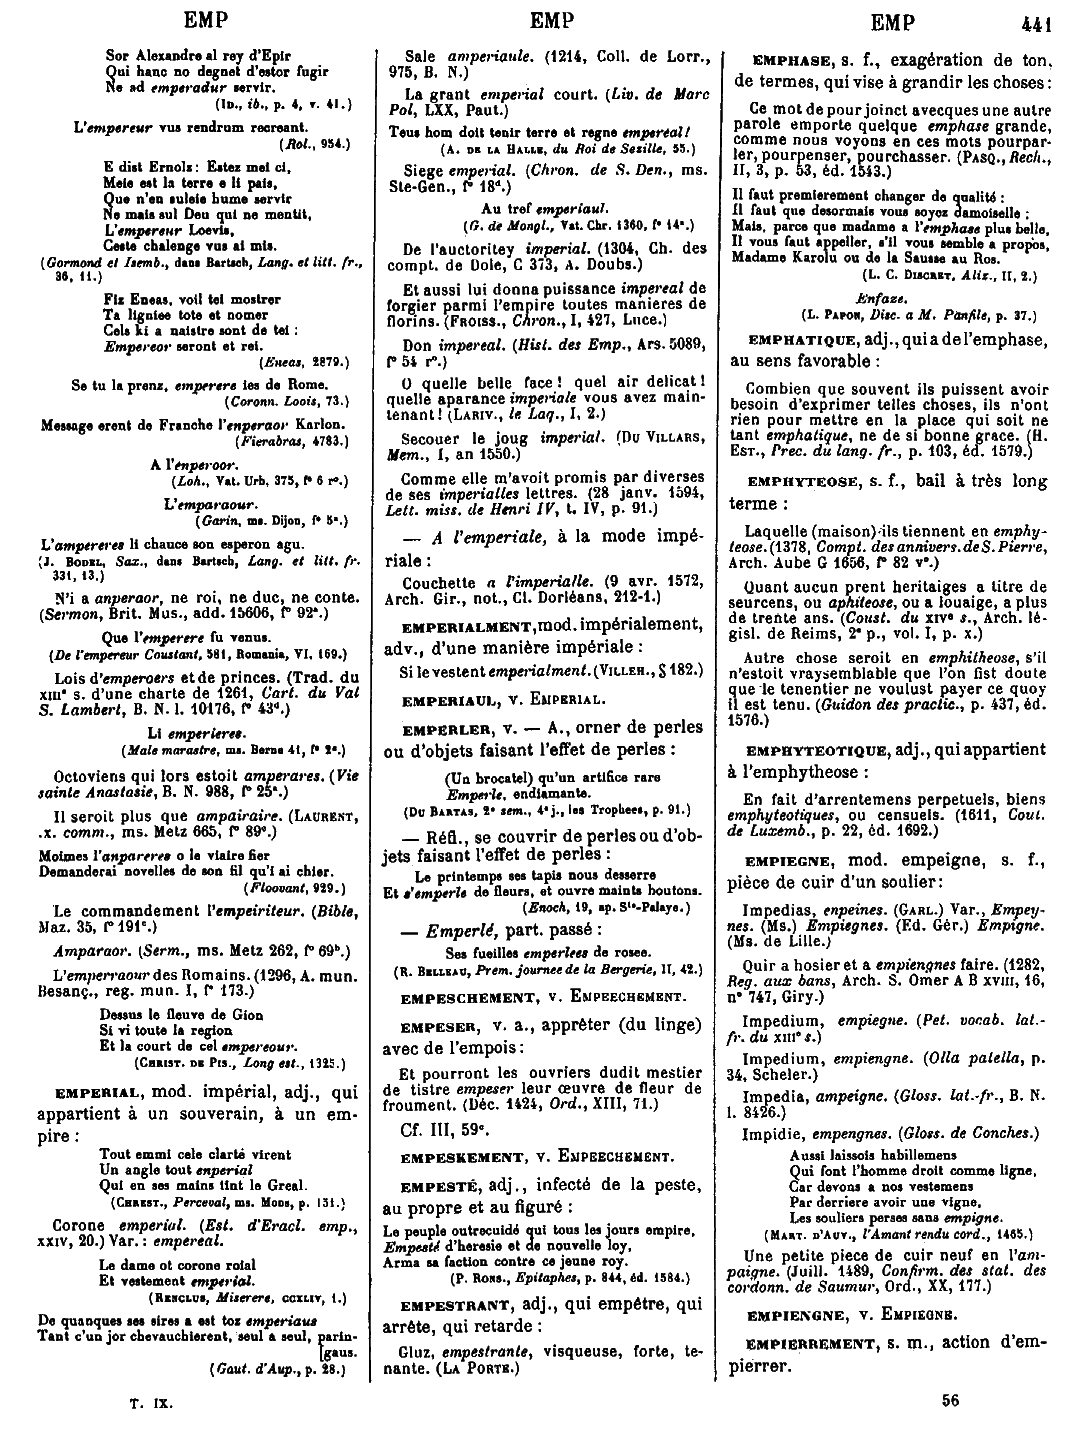 EMP
EMP
EMP
441
Sor Alexandre al rey d'Epir
Qui hanc no degnet d'estor fugir
Ne ad emperadur servir.
(ID., ib., p. 4, v. 41.)
L'empereur vus rendrum recreant.
(Rol., 954.)
E dist Ernolz: Estez mei ci,
Meie est la terre e li païs,
Que n'en suleie hume servir
Ne mais sul Deu qui ne mentit,
L'empereur Loevis,
Ceste chalenge vus ai mis.
(Gormond et Isemb., dans Bartsch, Lang. et litt. fr.,
36, 11.)
Fiz Eneas, voil tei mostrer
Ta ligniee tote et nomer
Cels ki a naistre sont de tei :
Empereor seront et rei.
(Eneas, 2879.)
Se tu la prenz, emperere ies de Rome.
(Coronn. Loois, 73.)
Message erent de Franche l'enperaor Karlon.
(Fierabras, 4783.)
A l'enperoor.
(Loh., Vat. Urb. 375, f° 6 r°.)
L'emparaour.
(Garin, ms. Dijon, f° 5ᵃ.)
L'ampereres li chauce son esperon agu.
(J. BODEL, Sax., dans Bartsch, Lang. et litt. fr.
331, 13.)
N'i a anperaor, ne roi, ne duc, ne conte.
(Sermon, Brit. Mus., add. 15606, f° 92ᵃ.)
Que l'emperere fu venus.
(De l'empereur Coustant, 581, Romania, VI, 169.)
Lois d'emperoers et de princes. (Trad. du
XIIIᵉ s. d'une charte de 1261, Cart. du Val
S. Lambert, B. N. l. 10176, f° 43ᵈ.)
Li emperieres.
(Male marastre, ms. Berne 41, f° 2ᵃ.)
Octoviens qui lors estoit amperares. (Vie
sainte Anastasie, B. N. 988, f° 25ᵃ.)
Il seroit plus que ampairaire. (LAURENT,
.x. comm., ms. Metz 665, f° 89ᵉ.)
Moimes l'anpareres o le viaire fier
Demanderai novelles de son fil qu'i ai chier.
(Floovant, 929.)
Le commandement l'empeiriteur. (Bible,
Maz. 35, f° 191ᶜ.)
Amparaor. (Serm., ms. Metz 262, f° 69ᵇ.)
L'emperraour des Romains. (1296, A. mun.
Besanç., reg. mun. I, f° 173.)
Dessus le fleuve de Gion
Si vi toute la region
Et la court de cel empereour.
(CHRIST. DE PIS., Long est., 1325.)
EMPERIAL, mod. impérial, adj., qui
appartient à un souverain, à un em-
pire :
Tout emmi cele clarté virent
Un angle tout enperial
Qui en ses mains tint le Greal.
(CHREST., Perceval, ms. Mons, p. 131.)
Corone emperial. (Est. d'Eracl. emp.,
XXIV, 20.) Var. : empereal.
Le dame ot corone roial
Et vestement emperial.
(RENCLUS, Miserere, CCXLIV, 1.)
De quanques ses sires a est toz emperiaus
Tant c'un jor chevauchierent, seul a seul, parin-
[gaus.
(Gaut. d'Aup., p. 28.)
Sale amperiaule. (1214, Coll. de Lorr.,
975, B. N.)
La grant emperial court. (Liv. de Marc
Pol, LXX, Paut.)
Teus hom doit tenir terre et regne empereal !
(A. DE LA HALLE, du Roi de Sezille, 55.)
Siege emperial. (Chron. de S. Den., ms.
Ste-Gen., f° 18ᵈ.)
Au tref emperiaul.
(G. de Mongl., Vat. Chr. 1360, f° 14ᵃ.)
De l'auctoritey imperial. (1304, Ch. des
compt. de Dole, C 373, A. Doubs.)
Et aussi lui donna puissance impereal de
forgier parmi l'empire toutes manieres de
florins. (FROISS., Chron., I, 427, Luce.)
Don impereal. (Hist. des Emp., Ars. 5089,
f° 54 r°.)
O quelle belle face ! quel air delicat !
quelle aparance imperiale vous avez main-
tenant ! (LARIV., le Laq., I, 2.)
Secouer le joug imperial. (DU VILLARS,
Mem., I, an 1550.)
Comme elle m'avoit promis par diverses
de ses imperialles lettres. (28 janv. 1594,
Lett. miss. de Henri IV, t. IV, p. 91.)
— A l'emperiale, à la mode impé-
riale :
Couchette a l'imperialle. (9 avr. 1572,
Arch. Gir., not., Cl. Dorléans, 212-1.)
EMPERIALMENT, mod. impérialement,
adv., d'une manière impériale :
Si le vestent emperialment. (VILLEH., § 182.)
EMPERIAUL, V. EMPERIAL.
EMPERLER, V. — A., orner de perles
ou d'objets faisant l'effet de perles :
(Un brocatel) qu'un artifice rare
Emperle, endiamante.
(DU BARTAS, 2ᵉ sem., 4ᵉ j., les Trophees, p. 91.)
— Réfl., se couvrir de perles ou d'ob-
jets faisant l'effet de perles :
Le printemps ses tapis nous desserre
Et s'emperle de fleurs, et ouvre maints boutons.
(Enoch, 19, ap. Sᵗᵉ-Palaye.)
— Emperlé, part. passé :
Ses fueilles emperlees de rosee.
(R. BELLEAU, Prem. journee de la Bergerie, II, 42.)
EMPESCHEMENT, V. EMPEECHEMENT.
EMPESER, v. a., apprêter (du linge)
avec de l'empois :
Et pourront les ouvriers dudit mestier
de tistre empeser leur œuvre de fleur de
froument. (Déc. 1424, Ord., XIII, 71.)
Cf. III, 59ᶜ.
EMPESKEMENT, V. EMPEECHEMENT.
EMPESTÉ, adj., infecté de la peste,
au propre et au figuré :
Le peuple outrecuidé qui tous les jours empire,
Empesté d'heresie et de nouvelle loy,
Arma sa faction contre ce jeune roy.
(P. RONS., Epitaphes, p. 844, éd. 1584.)
EMPESTRANT, adj., qui empêtre, qui
arrête, qui retarde :
Gluz, empestrante, visqueuse, forte, te-
nante. (LA PORTE.)
EMPHASE, s. f., exagération de ton,
de termes, qui vise à grandir les choses :
Ce mot de pour joinct avecques une autre
parole emporte quelque emphase grande,
comme nous voyons en ces mots pourpar-
ler, pourpenser, pourchasser. (PASQ., Rech.,
II, 3, p. 53, éd. 1543.)
Il faut premierement changer de qualité :
Il faut que desormais vous soyez damoiselle ;
Mais, parce que madame a l'emphase plus belle,
Il vous faut appeller, s'il vous semble a propos,
Madame Karolu ou de la Sausse au Ros.
(L. C. DISCRET, Aliz., II, 2.)
Enfaze.
(L. PAPON, Disc. a M. Panfile, p. 37.)
EMPHATIQUE, adj., qui a de l'emphase,
au sens favorable :
Combien que souvent ils puissent avoir
besoin d'exprimer telles choses, ils n'ont
rien pour mettre en la place qui soit ne
tant emphatique, ne de si bonne grace. (H.
EST., Prec. du lang. fr., p. 103, éd. 1579.)
EMPHYTEOSE, s. f., bail à très long
terme :
Laquelle (maison) ils tiennent en emphy-
teose. (1378, Compt. des annivers. de S. Pierre,
Arch. Aube G 1656, f° 82 v°.)
Quant aucun prent heritaiges a titre de
seurcens, ou aphiteose, ou a louaige, a plus
de trente ans. (Coust. du XIVᵉ s., Arch. lé-
gisl. de Reims, 2ᵉ p., vol. I, p. x.)
Autre chose seroit en emphitheose, s'il
n'estoit vraysemblable que l'on fist doute
que le tenentier ne voulust payer ce quoy
il est tenu. (Guidon des practic., p. 437, éd.
1576.)
EMPHYTEOTIQUE, adj., qui appartient
à l'emphytheose :
En fait d'arrentemens perpetuels, biens
emphyteotiques, ou censuels. (1611, Cout.
de Luxemb., p. 22, éd. 1692.)
EMPIEGNE, mod. empeigne, s. f.,
pièce de cuir d'un soulier :
Impedias, enpeines. (GARL.) Var., Empey-
nes. (Ms.) Empiegnes. (Ed. Gér.) Empigne.
(Ms. de Lille.)
Quir a hosier et a empiengnes faire. (1282,
Reg. aux bans, Arch. S. Omer A B XVIII, 16,
n° 747, Giry.)
Impedium, empiegne. (Pet. vocab. lat.-
fr. du XIIIᵉ s.)
Impedium, empiengne. (Olla patella, p.
34, Scheler.)
Impedia, ampeigne. (Gloss. lat.-fr., B. N.
l. 8426.)
Impidie, empengnes. (Gloss. de Conches.)
Aussi laissois habillemens
Qui font l'homme droit comme ligne,
Car devons a nos vestemens
Par derriere avoir une vigne,
Les souliers perses sans empigne.
(MART. D'AUV., l'Amant rendu cord., 1465.)
Une petite piece de cuir neuf en l'am-
paigne. (Juill. 1489, Confirm. des stat. des
cordonn. de Saumur, Ord., XX, 177.)
EMPIENGNE, V. EMPIEGNE.
EMPIERREMENT, s. m., action d'em-
pierrer.
T. IX.
56